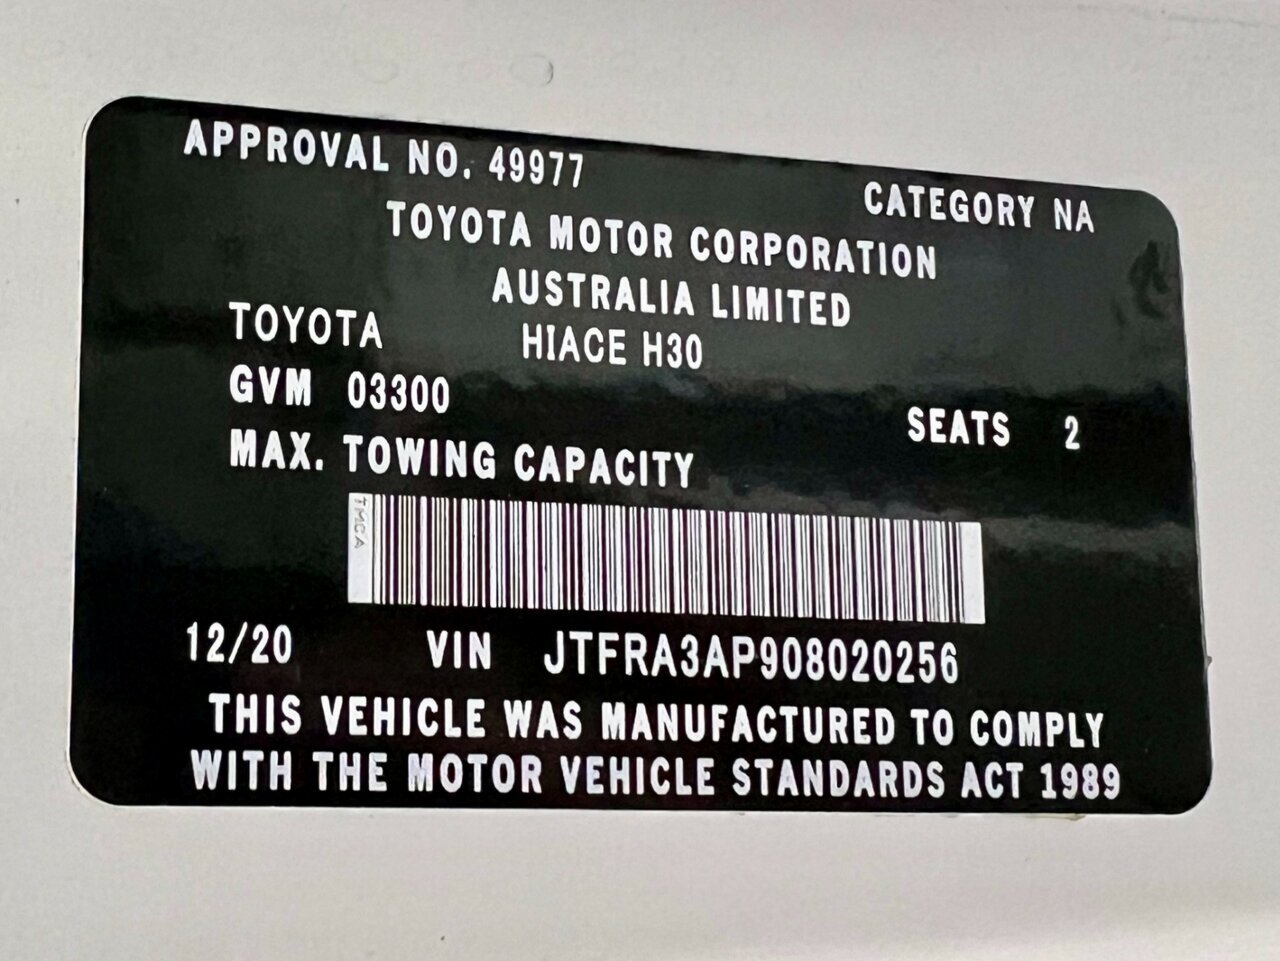 APPROVAL NO. 49977 CATEGORY NA
TOYOTA MOTOR CORPORATION
AUSTRALIA LIMITED
TOYOTA HIACE H30
GVM 03300 SEATS 2
MAX. TOWING CAPACITY
TMCA
12/20 VIN JTFRA3AP908020256
THIS VEHICLE WAS MANUFACTURED TO COMPLY
WITH THE MOTOR VEHICLE STANDARDS ACT 1989